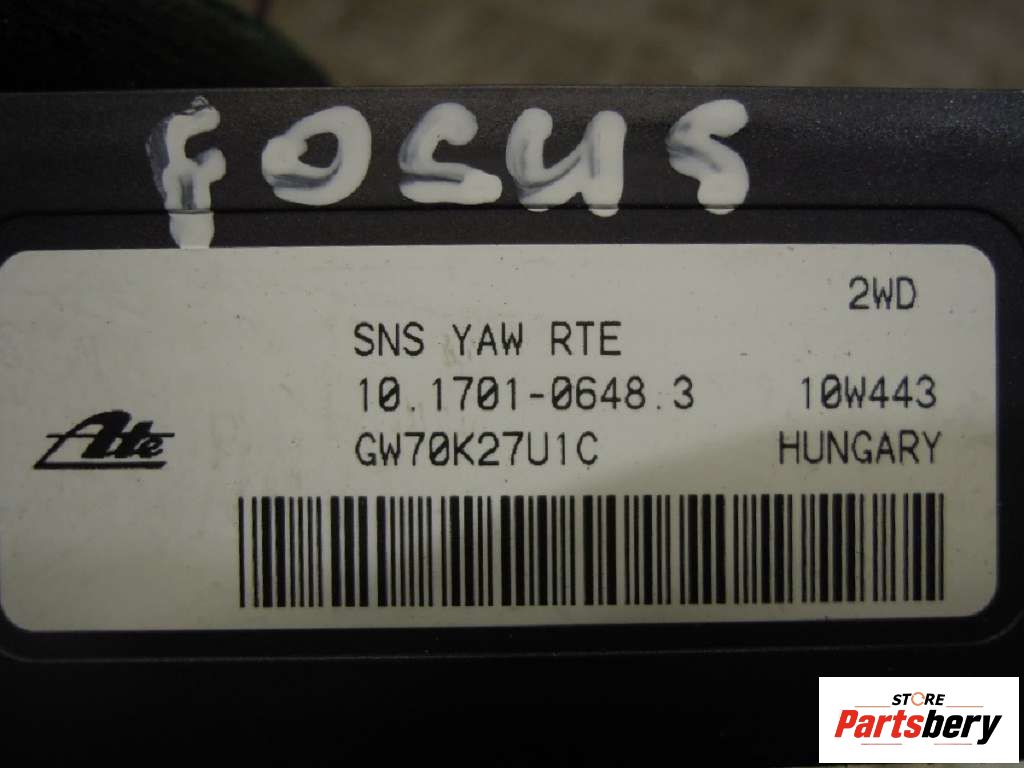 FOCUS
2WD
SNS YAW RTE
10.1701-0648.3 10W443
Ate GW70K27U1C HUNGARY
STORE
Partsbery